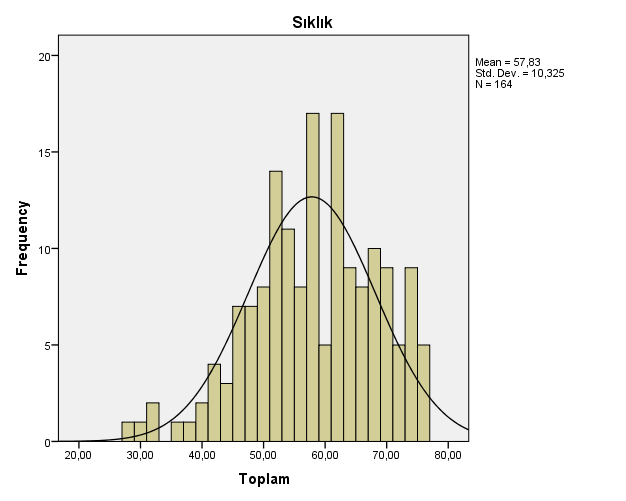 Sıklık
Mean = 57,83
Std. Dev. = 10,325
N = 164
Frequency
20
15
10
5
0
20,00 30,00 40,00 50,00 60,00 70,00 80,00
Toplam